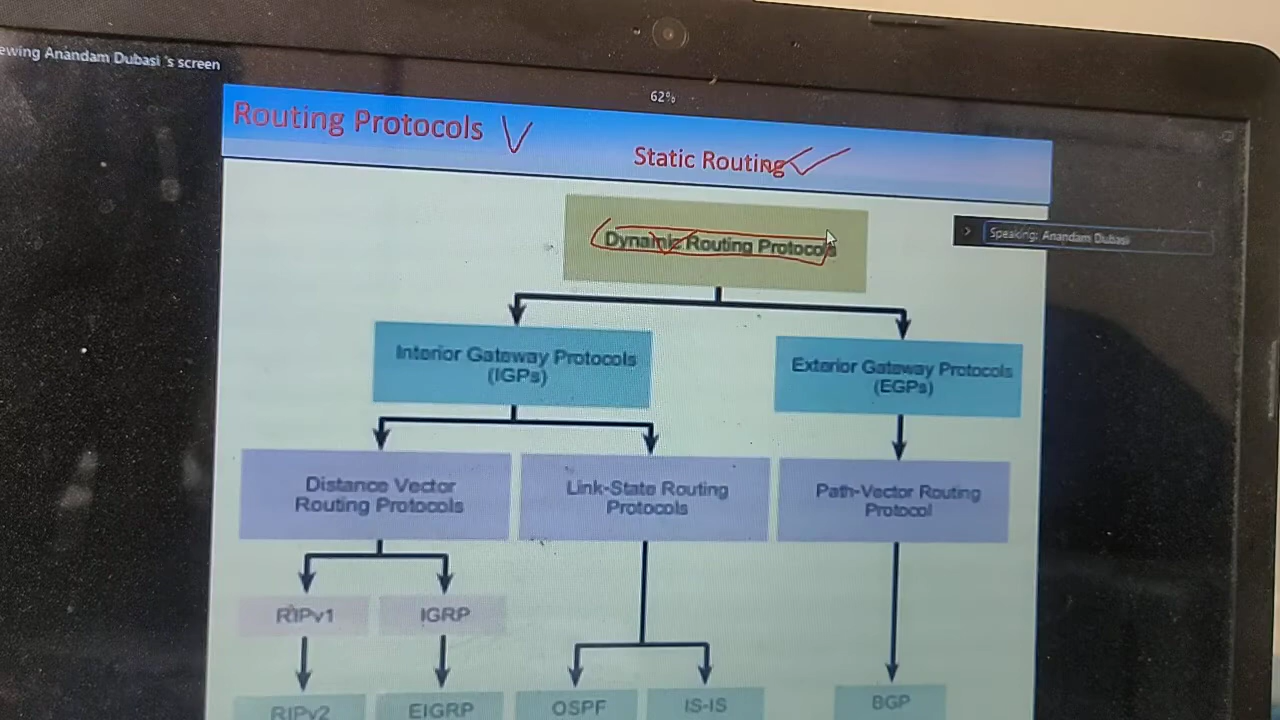 ewing Anandam Dubasi 's screen
62%
Routing Protocols
Static Routing
Dynamic Routing Protocols
Speaking: Anandam Dubasi
Interior Gateway Protocols
(IGPs)
Exterior Gateway Protocols
(EGPs)
Distance Vector
Routing Protocols
Link-State Routing
Protocols
Path-Vector Routing
Protocol
RIPv1
IGRP
RIPv2
EIGRP
OSPF
IS-IS
BGP